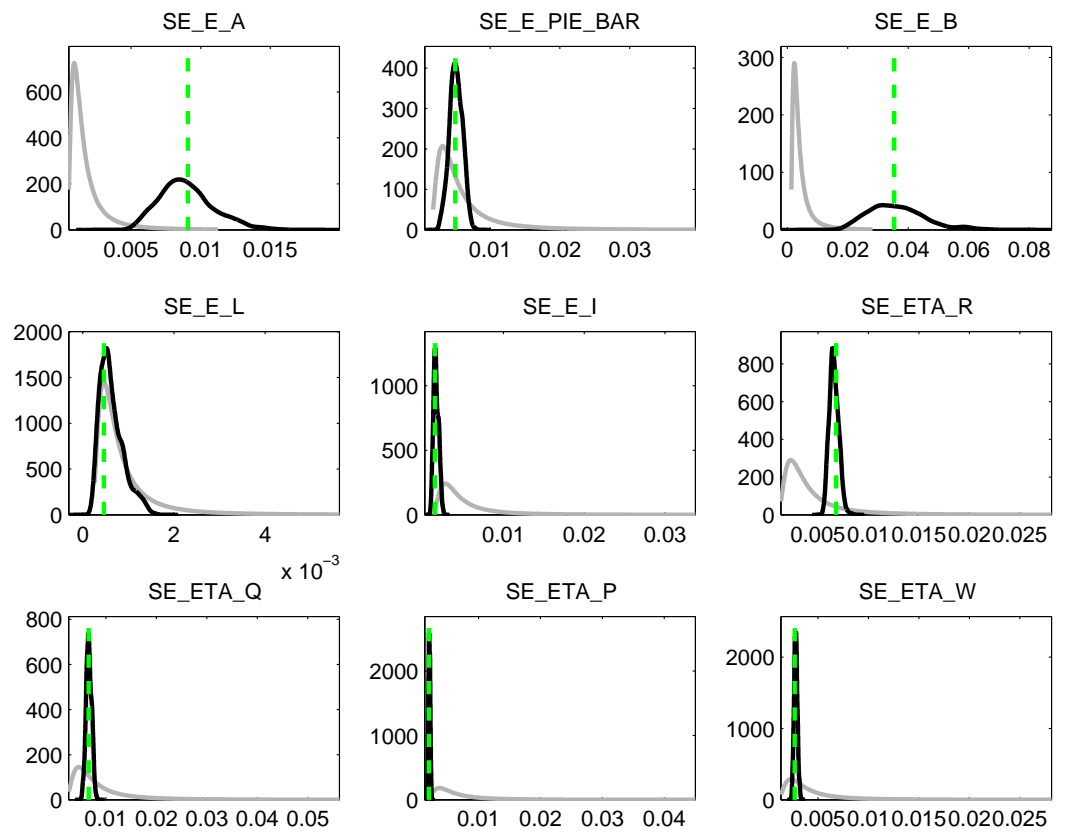 SE_E_A SE_E_PIE_BAR SE_E_B
600 400 200 0
0.005 0.01 0.015
400 300 200 100 0
0.01 0.02 0.03
300 200 100 0
0 0.02 0.04 0.06 0.08
SE_E_L SE_E_I SE_ETA_R
2000 1500 1000 500 0
0 2 4
x 10⁻³
1000 500 0
0.01 0.02 0.03
800 600 400 200 0
0.005 0.010 0.015 0.020 0.025
SE_ETA_Q SE_ETA_P SE_ETA_W
800 600 400 200 0
0.01 0.02 0.03 0.04 0.05
2000 1000 0
0.01 0.02 0.03 0.04
2000 1000 0
0.005 0.010 0.015 0.020 0.025